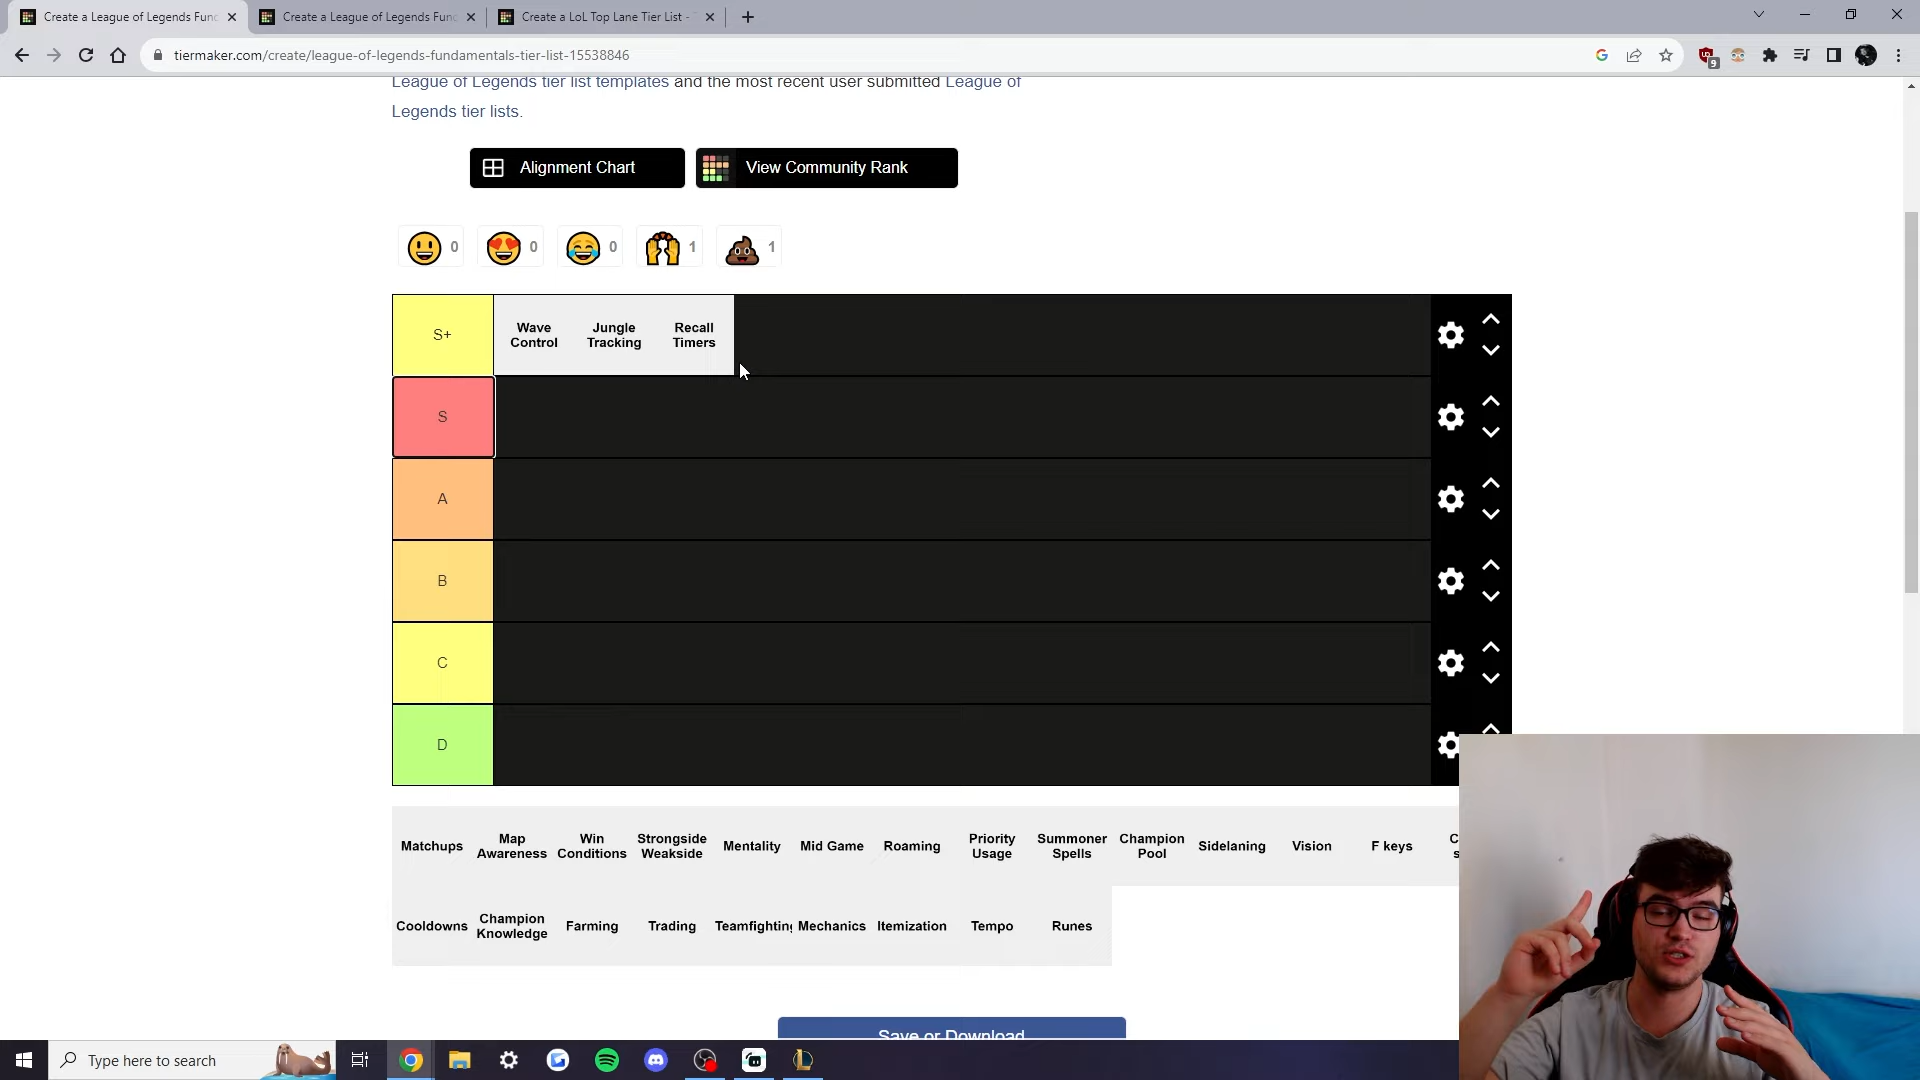 Create a League of Legends Func
Create a League of Legends Func
Create a LoL Top Lane Tier List -
tiermaker.com/create/league-of-legends-fundamentals-tier-list-15538846
9
League of Legends tier list templates and the most recent user submitted League of
Legends tier lists.
Alignment Chart
View Community Rank
0
0
0
1
1
S+
Wave
Control
Jungle
Tracking
Recall
Timers
S
A
B
C
D
Matchups
Map
Awareness
Win
Conditions
Strongside
Weakside
Mentality
Mid Game
Roaming
Priority
Usage
Summoner
Spells
Champion
Pool
Sidelaning
Vision
F keys
Cooldowns
Champion
Knowledge
Farming
Trading
Teamfighting
Mechanics
Itemization
Tempo
Runes
Save or Download
Type here to search